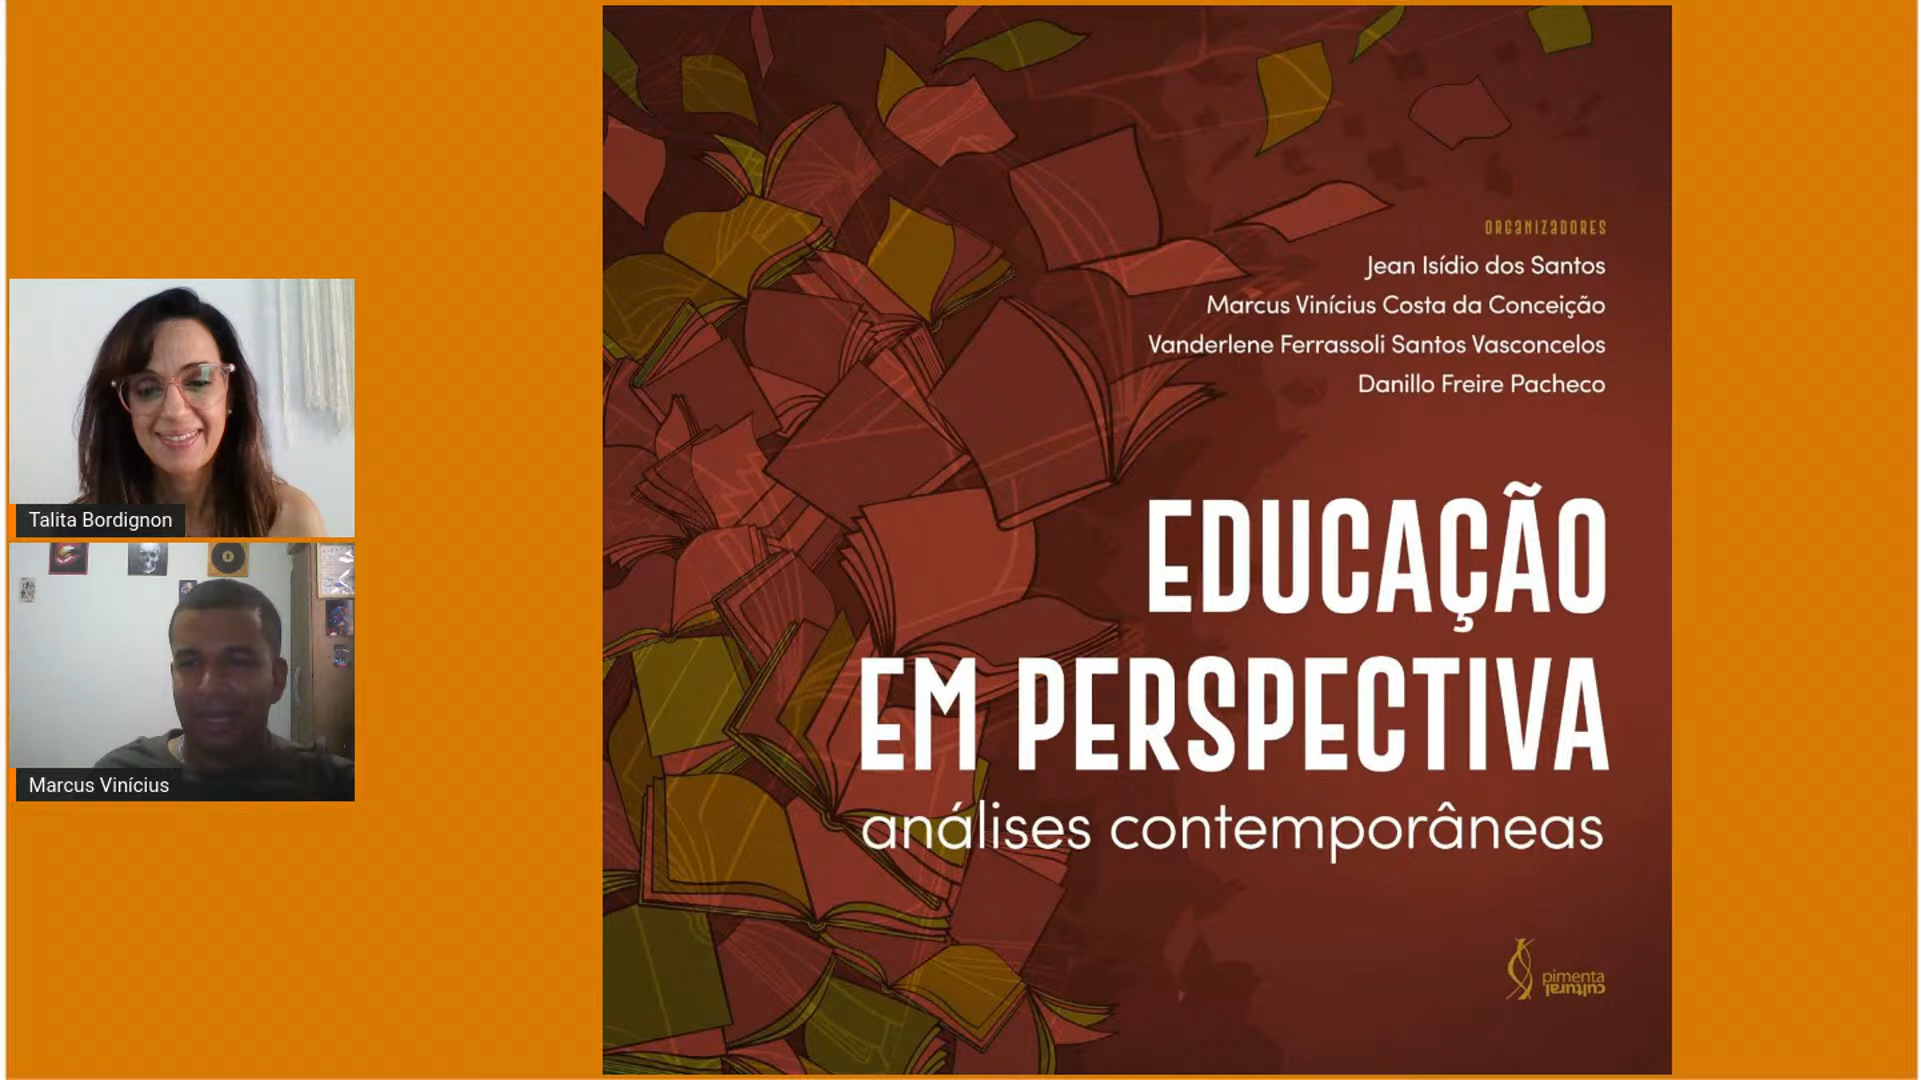 Talita Bordignon
Marcus Vinícius
ORGANIZADORES
Jean Isídio dos Santos
Marcus Vinícius Costa da Conceição
Vanderlene Ferrassoli Santos Vasconcelos
Danillo Freire Pacheco
EDUCAÇÃO
EM PERSPECTIVA
análises contemporâneas
pimenta
cultural